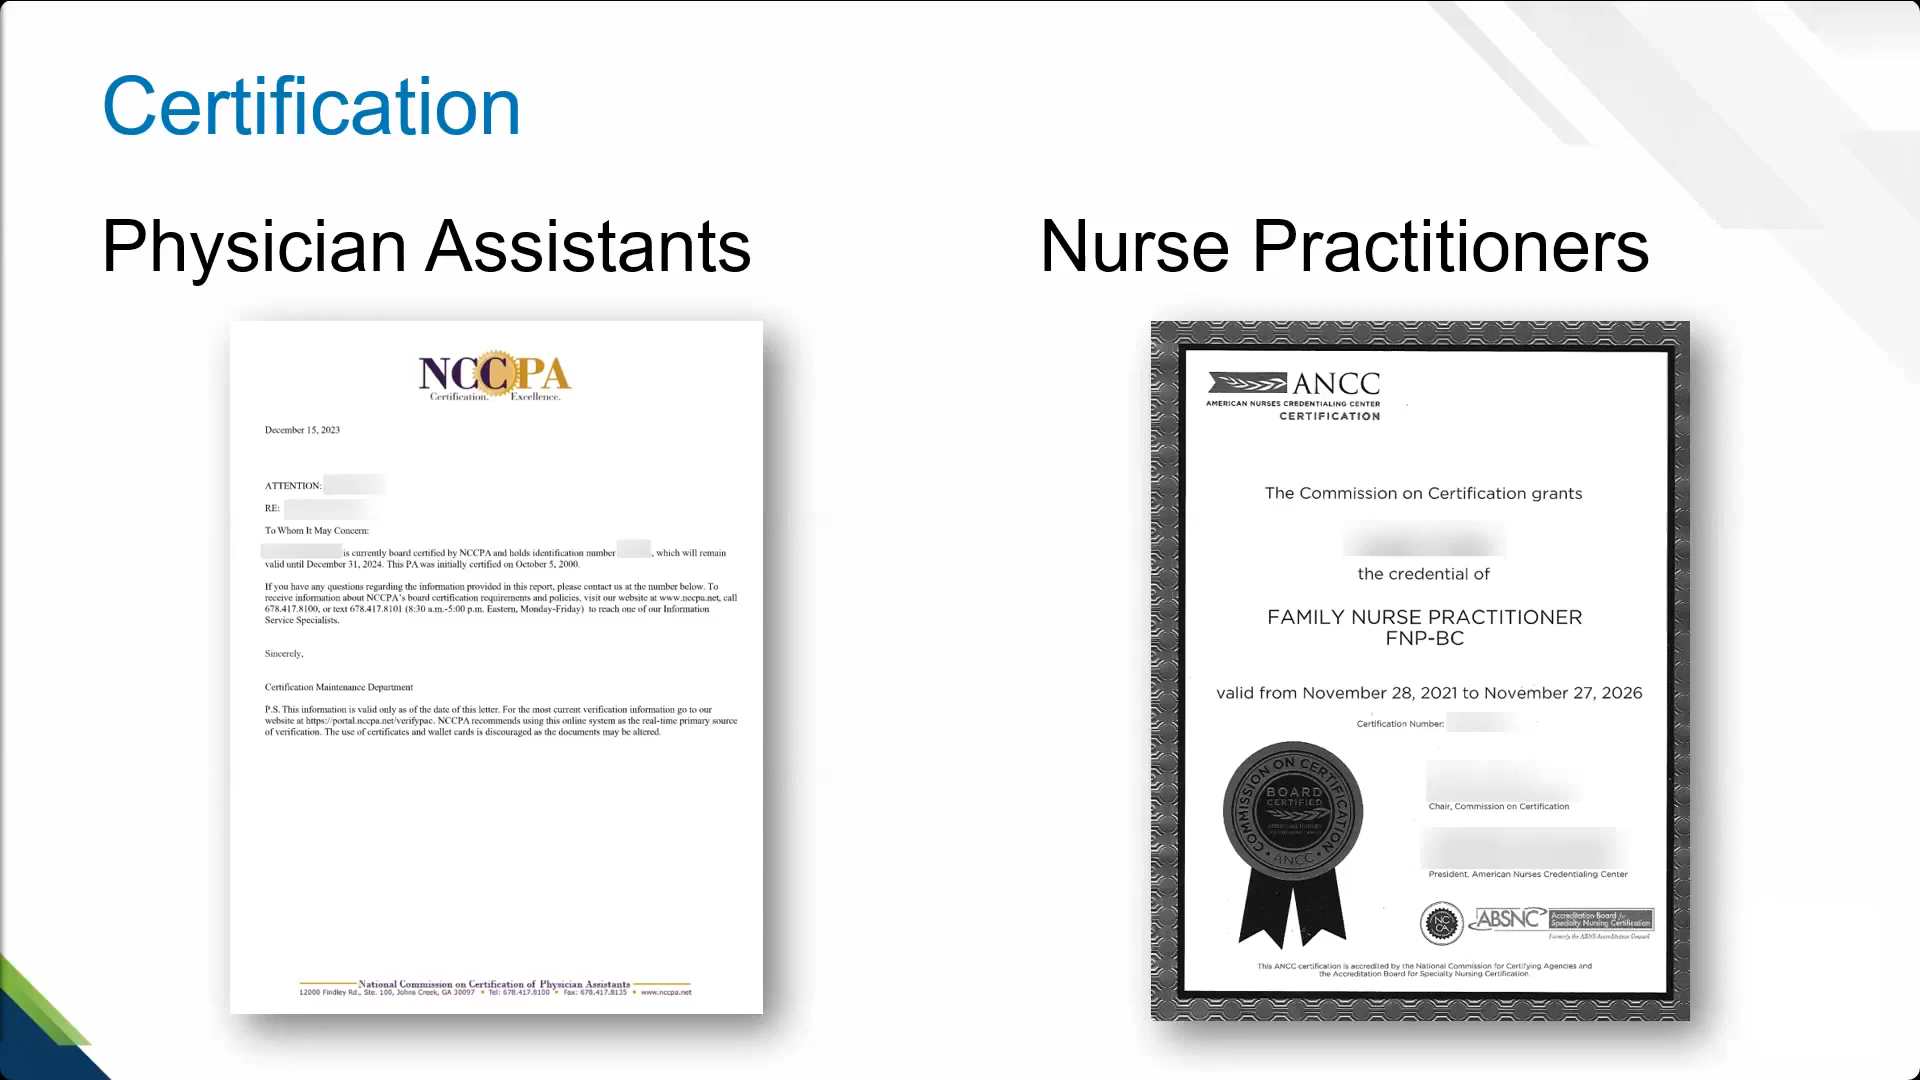 Certification
Physician Assistants
NCCPA
Certification. Excellence.
December 15, 2023
ATTENTION:
RE:
To Whom It May Concern:
is currently board certified by NCCPA and holds identification number , which will remain
valid until December 31, 2024. This PA was initially certified on October 5, 2000.
If you have any questions regarding the information provided in this report, please contact us at the number below. To
receive information about NCCPA's board certification requirements and policies, visit our website at www.nccpa.net, call
678.417.8100, or text 678.417.8101 (8:30 a.m.-5:00 p.m. Eastern, Monday-Friday) to reach one of our Information
Service Specialists.
Sincerely,
Certification Maintenance Department
P.S. This information is valid only as of the date of this letter. For the most current verification information go to our
website at https://portal.nccpa.net/verifypac. NCCPA recommends using this online system as the real-time primary source
of verification. The use of certificates and wallet cards is discouraged as the documents may be altered.
National Commission on Certification of Physician Assistants
12000 Findley Rd., Ste. 100, Johns Creek, GA 30097 • Tel: 678.417.8100 • Fax: 678.417.8135 • www.nccpa.net
Nurse Practitioners
ANCC
AMERICAN NURSES CREDENTIALING CENTER
CERTIFICATION
The Commission on Certification grants
the credential of
FAMILY NURSE PRACTITIONER
FNP-BC
valid from November 28, 2021 to November 27, 2026
Certification Number:
COMMISSION ON CERTIFICATION
BOARD
CERTIFIED
• ANCC •
Chair, Commission on Certification
President, American Nurses Credentialing Center
NC
CA
ABSNC
Accreditation Board for
Specialty Nursing Certification
Formerly the ABNS Accreditation Council
This ANCC certification is accredited by the National Commission for Certifying Agencies and
the Accreditation Board for Specialty Nursing Certification.